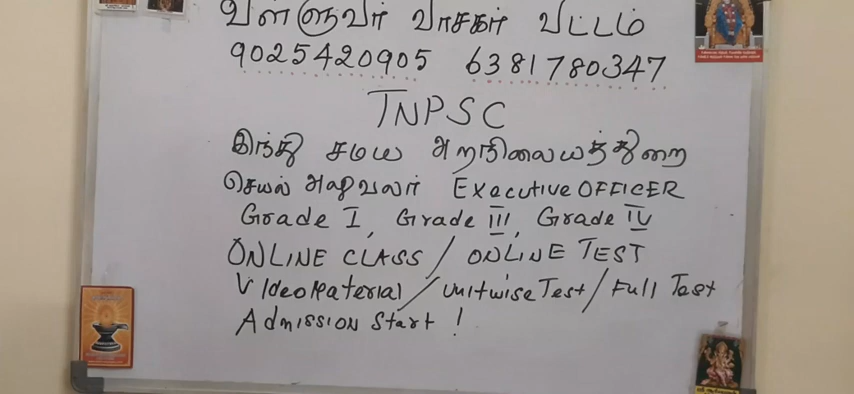 வள்ளுவர் வாசகர் வட்டம்
9025420905 6381780347
TNPSC
இந்து சமய அறநிலையத்துறை
செயல் அலுவலர் Executive OFFICER
Grade I, Grade III, Grade IV
ONLINE CLASS / ONLINE TEST
Video Material / Unitwise Test / Full Test
Admission Start !